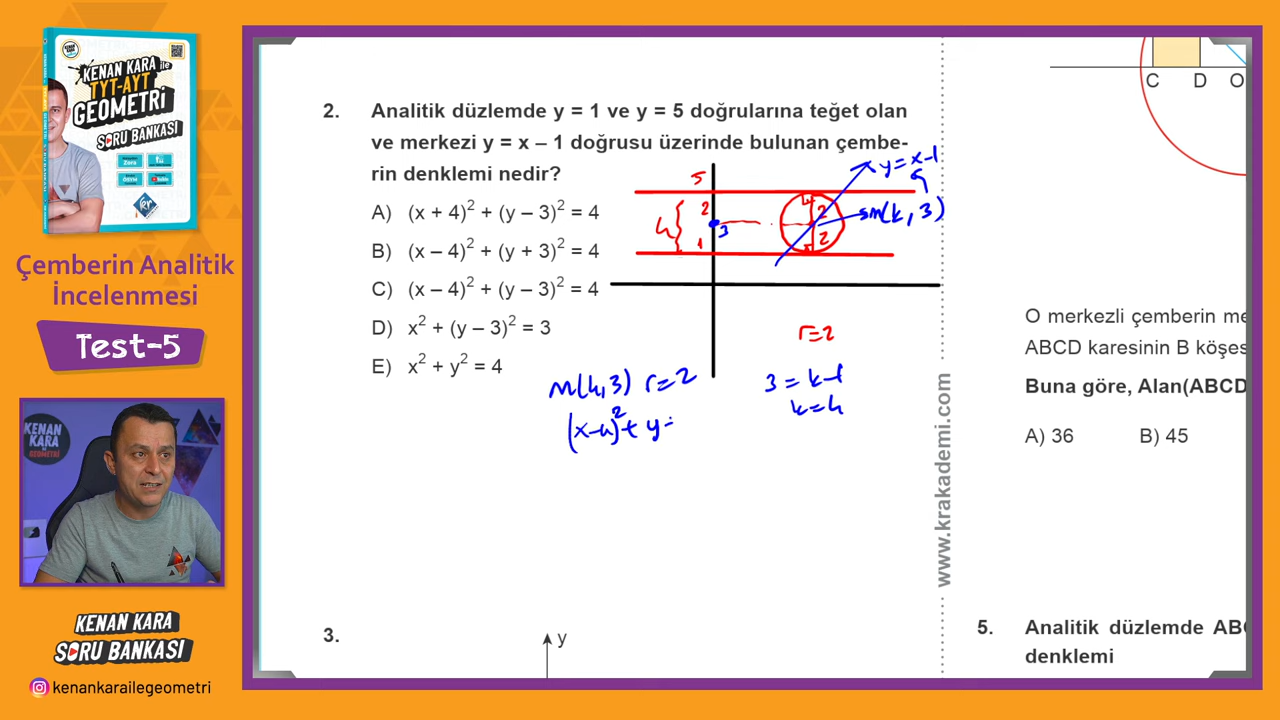 KENAN KARA ile
TYT-AYT
GEOMETRİ
SORU BANKASI
Çemberin Analitik
İncelenmesi
Test-5
KENAN
KARA
KENAN KARA
SORU BANKASI
kenankarailegeometri
2. Analitik düzlemde y = 1 ve y = 5 doğrularına teğet olan
ve merkezi y = x – 1 doğrusu üzerinde bulunan çembe-
rin denklemi nedir?
A) (x + 4)² + (y – 3)² = 4
B) (x – 4)² + (y + 3)² = 4
C) (x – 4)² + (y – 3)² = 4
D) x² + (y – 3)² = 3
E) x² + y² = 4
y=x-1
5
2
4
3
1
2
2
m(k, 3)
r=2
m(4,3) r=2
3 = k-1
k=4
(x-4)²+ y-
3.
y
www.krakademi.com
C D O
O merkezli çemberin me
ABCD karesinin B köşes
Buna göre, Alan(ABCD
A) 36 B) 45
5. Analitik düzlemde ABC
denklemi